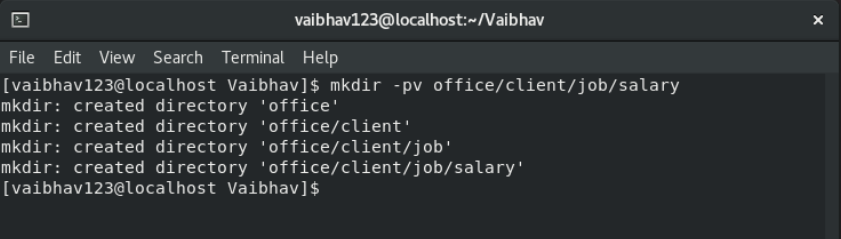 vaibhav123@localhost:~/Vaibhav
File Edit View Search Terminal Help
[vaibhav123@localhost Vaibhav]$ mkdir -pv office/client/job/salary
mkdir: created directory 'office'
mkdir: created directory 'office/client'
mkdir: created directory 'office/client/job'
mkdir: created directory 'office/client/job/salary'
[vaibhav123@localhost Vaibhav]$